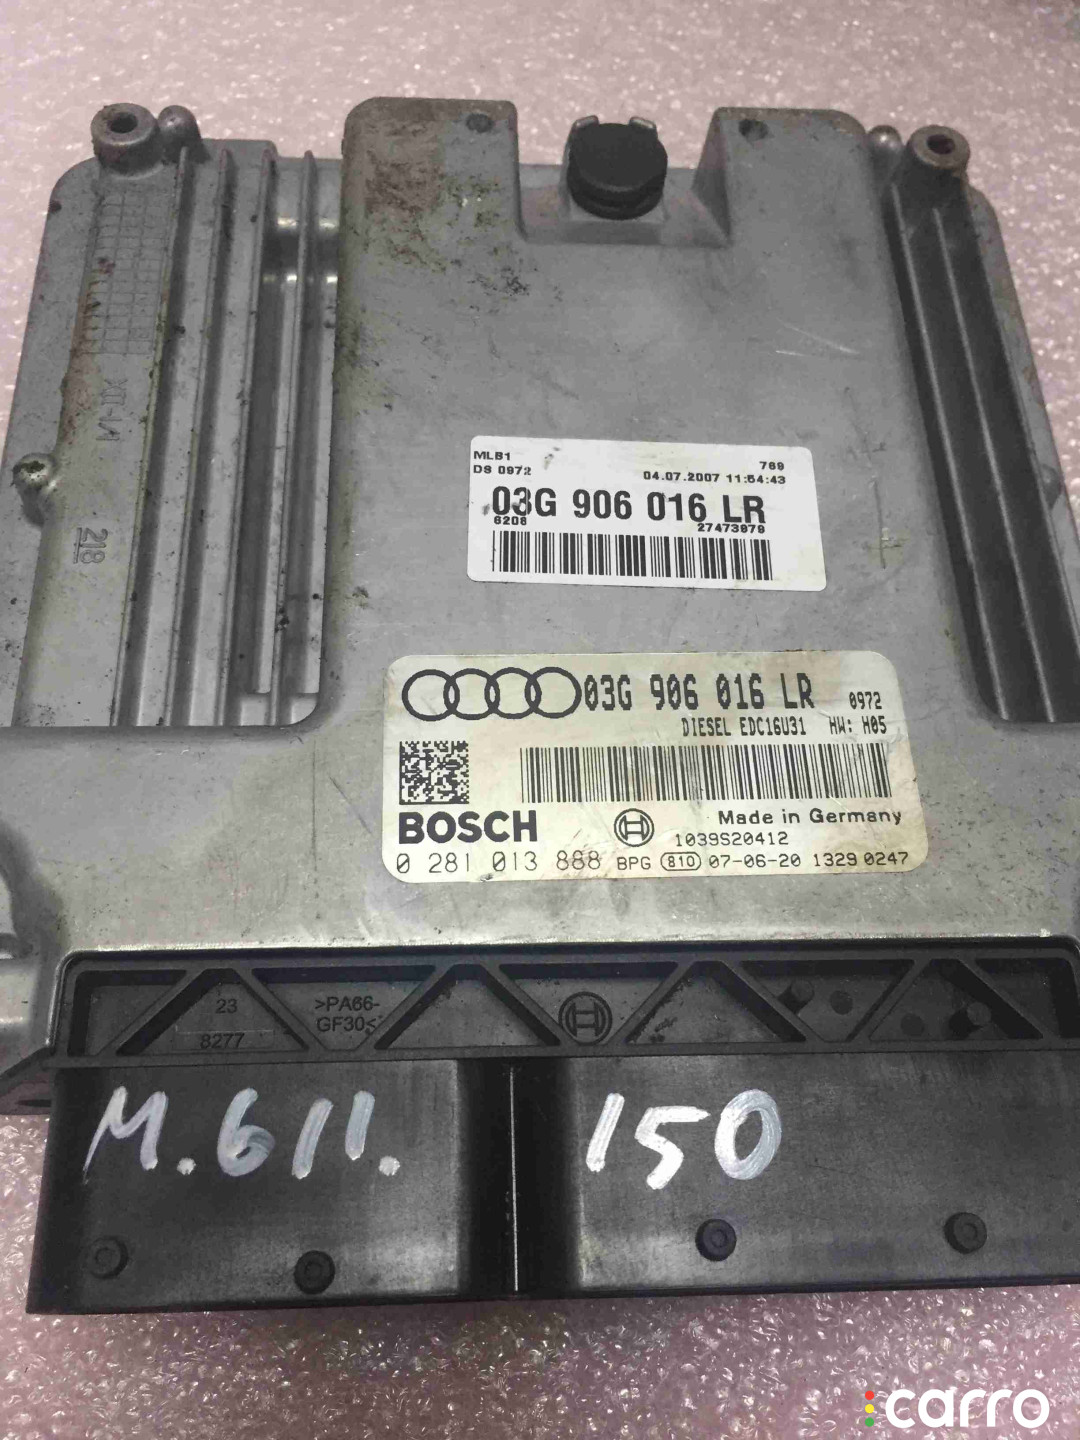 MLB1
DS 0972
769
04.07.2007 11:54:43
03G 906 016 LR
6208
27473979
218
03G 906 016 LR 0972
DIESEL EDC16U31 HW: H05
BOSCH
Made in Germany
1039S20412
0 281 013 888 BPG 810 07-06-20 1329 0247
23
8277
>PA66-
GF30<
M.611. 150
carro